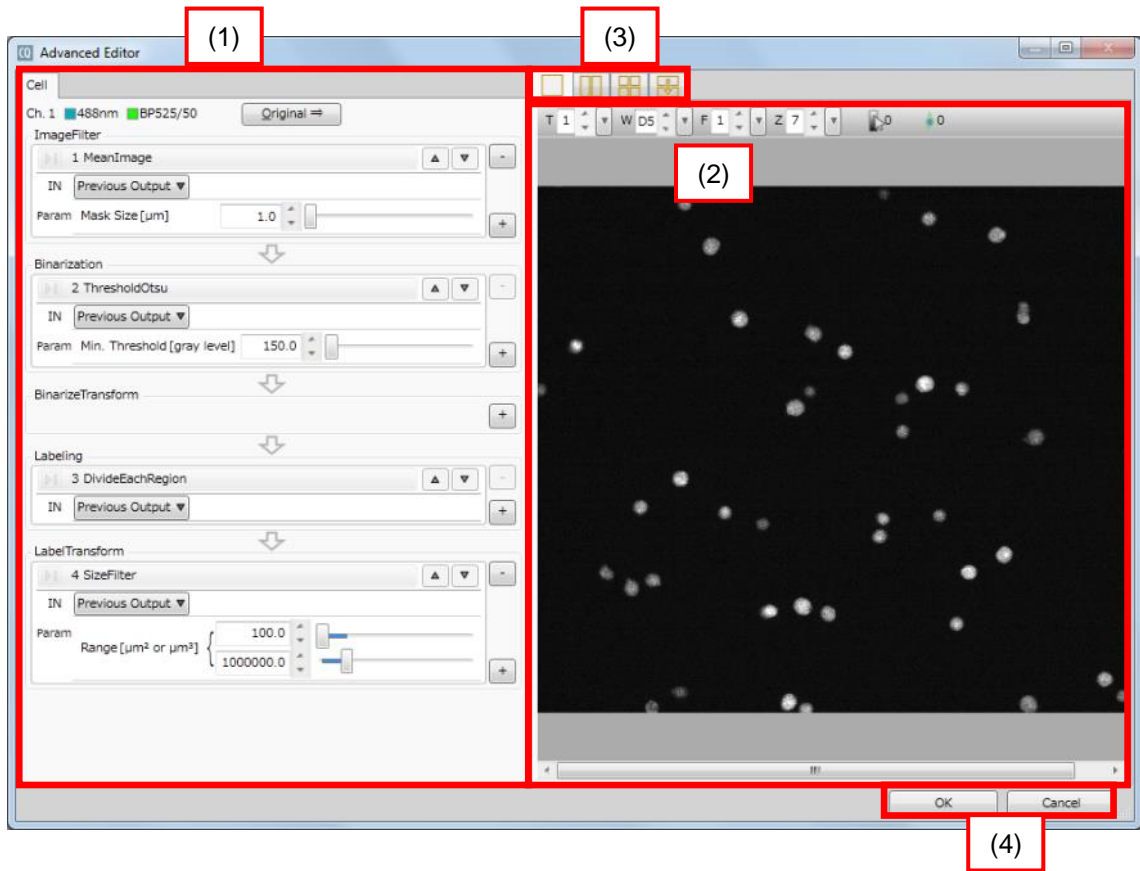 (1)
(3)
Advanced Editor
Cell
Ch. 1 488nm BP525/50 Original ⇒
ImageFilter
1 MeanImage
-
IN Previous Output ▼
Param Mask Size [µm] 1.0
+
Binarization
2 ThresholdOtsu
-
IN Previous Output ▼
Param Min. Threshold [gray level] 150.0
+
BinarizeTransform
+
Labeling
3 DivideEachRegion
-
IN Previous Output ▼
+
LabelTransform
4 SizeFilter
-
IN Previous Output ▼
Param Range [µm² or µm³] { 100.0
1000000.0
+
T 1 W D5 F 1 Z 7 0 0
(2)
OK Cancel
(4)